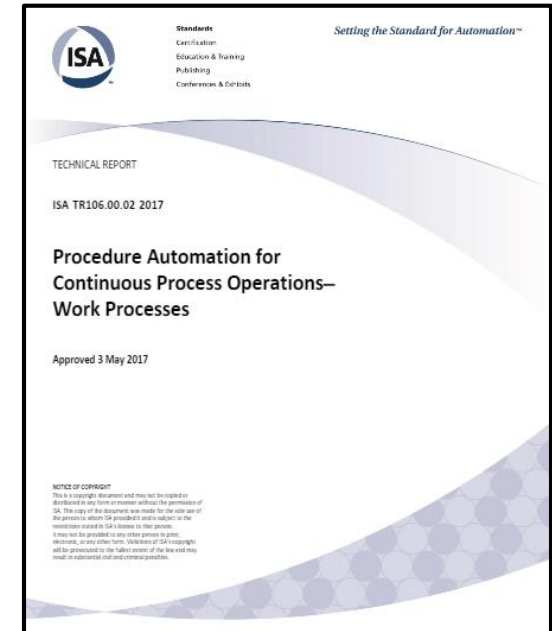 ISA
Standards
Certification
Education & Training
Publishing
Conferences & Exhibits
Setting the Standard for Automation™
TECHNICAL REPORT
ISA TR106.00.02 2017
Procedure Automation for
Continuous Process Operations–
Work Processes
Approved 3 May 2017
NOTICE OF COPYRIGHT
This is a copyright document and may not be copied or
distributed in any form or manner without the permission of
ISA. This copy of the document was made for the sole use of
the person to whom ISA provided it and is subject to the
restrictions stated in ISA's license to that person.
It may not be provided to any other person in print,
electronic, or any other form. Violations of ISA's copyright
will be prosecuted to the fullest extent of the law and may
result in substantial civil and criminal penalties.